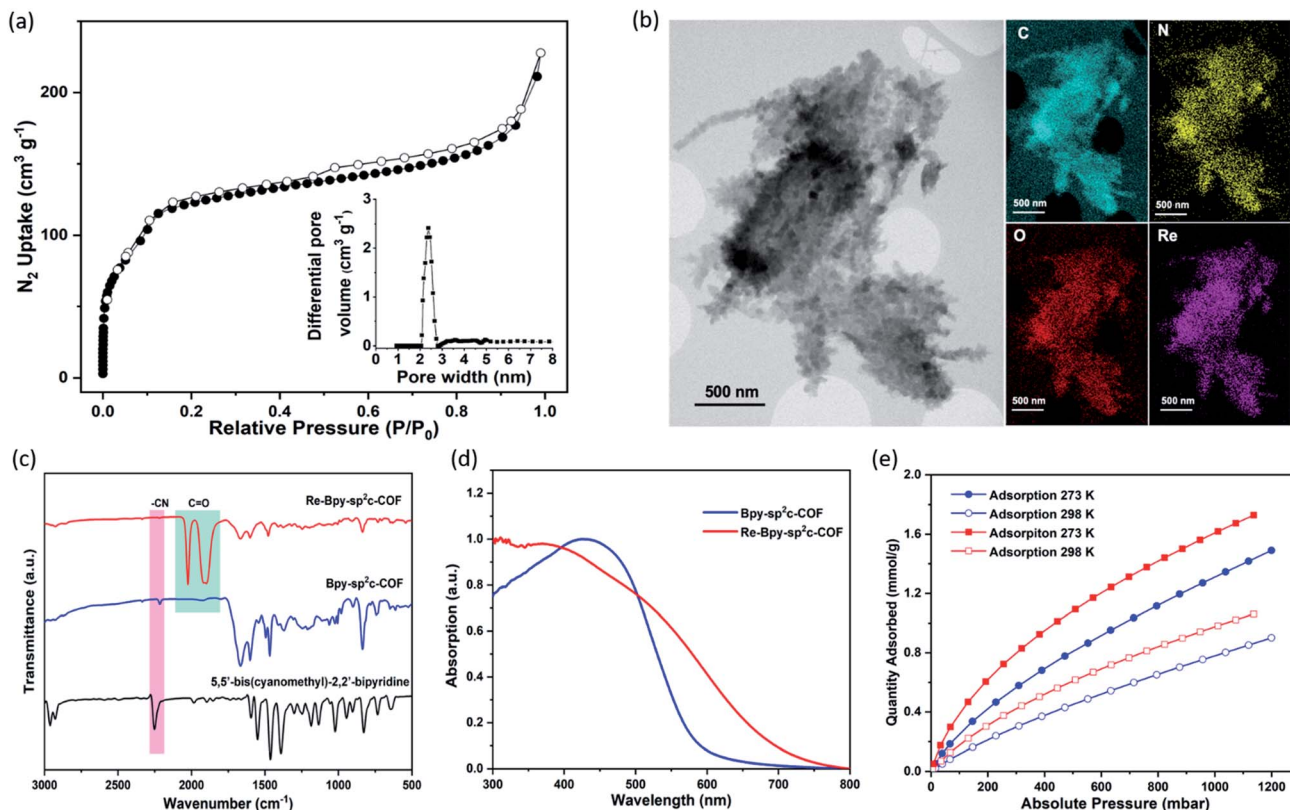 (a)
N₂ Uptake (cm³ g⁻¹)
200
100
0
0.0 0.2 0.4 0.6 0.8 1.0
Relative Pressure (P/P₀)
Differential pore
volume (cm³ g⁻¹)
3
2
1
0
0 1 2 3 4 5 6 7 8
Pore width (nm)
(b)
500 nm
C
500 nm
N
500 nm
O
500 nm
Re
500 nm
(c)
-CN
C=O
Re-Bpy-sp²c-COF
Bpy-sp²c-COF
5,5'-bis(cyanomethyl)-2,2'-bipyridine
Transmittance (a.u.)
3000 2500 2000 1500 1000 500
Wavenumber (cm⁻¹)
(d)
Bpy-sp²c-COF
Re-Bpy-sp²c-COF
Absorption (a.u.)
1.2
1.0
0.8
0.6
0.4
0.2
0.0
300 400 500 600 700 800
Wavelength (nm)
(e)
Adsorption 273 K
Adsorption 298 K
Adsorpiton 273 K
Adsorption 298 K
Quantity Adsorbed (mmol/g)
2.0
1.6
1.2
0.8
0.4
0.0
0 200 400 600 800 1000 1200
Absolute Pressure (mbar)